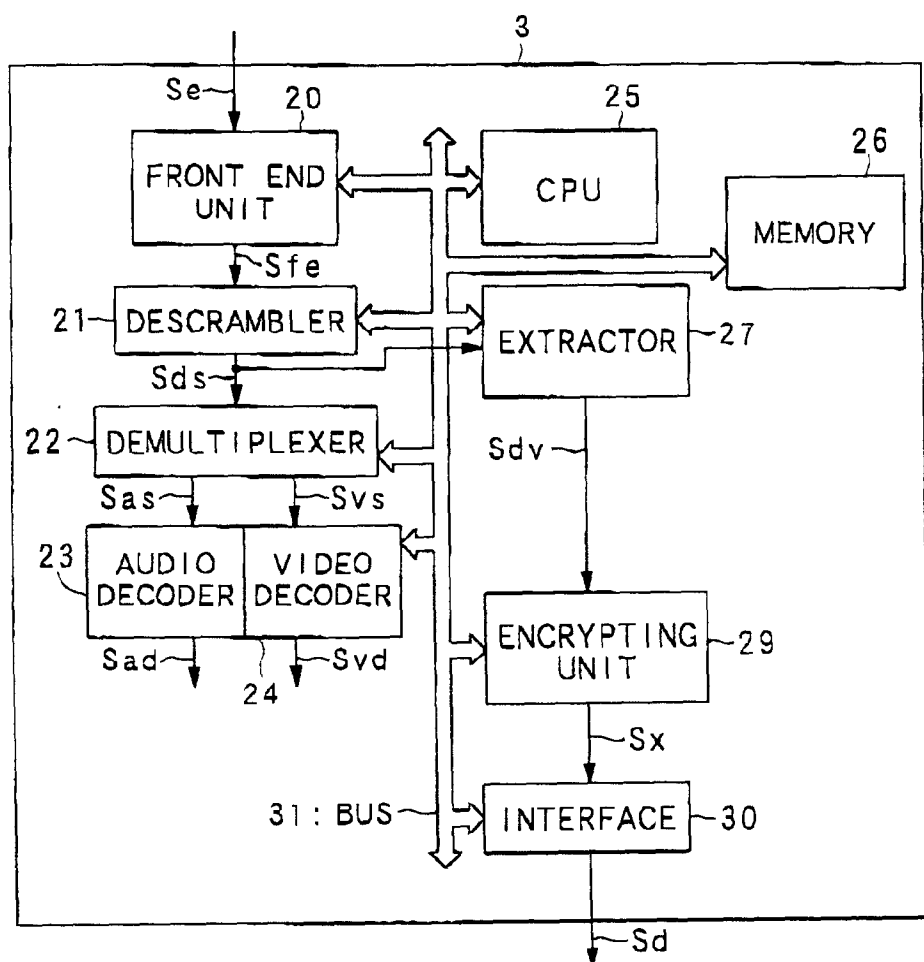 3
Se
20
25
26
FRONT END
UNIT
CPU
MEMORY
Sfe
21
DESCRAMBLER
EXTRACTOR
27
Sds
22
DEMULTIPLEXER
Sdv
Sas
Svs
23
AUDIO
DECODER
VIDEO
DECODER
ENCRYPTING
UNIT
29
Sad
24
Svd
Sx
31: BUS
INTERFACE
30
Sd